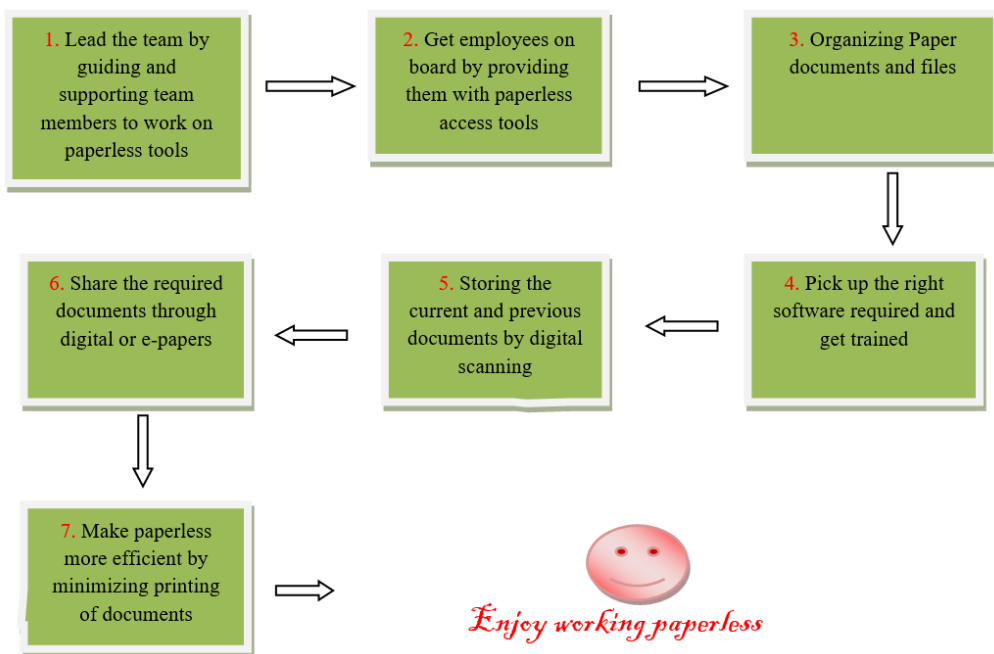 1. Lead the team by
guiding and
supporting team
members to work on
paperless tools
2. Get employees on
board by providing
them with paperless
access tools
3. Organizing Paper
documents and files
4. Pick up the right
software required and
get trained
5. Storing the
current and previous
documents by digital
scanning
6. Share the required
documents through
digital or e-papers
7. Make paperless
more efficient by
minimizing printing
of documents
Enjoy working paperless